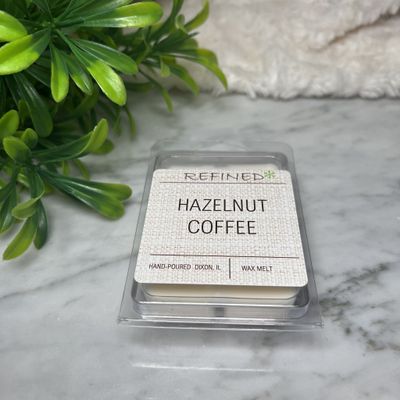 REFINED
HAZELNUT
COFFEE
HAND-POURED DIXON, IL WAX MELT